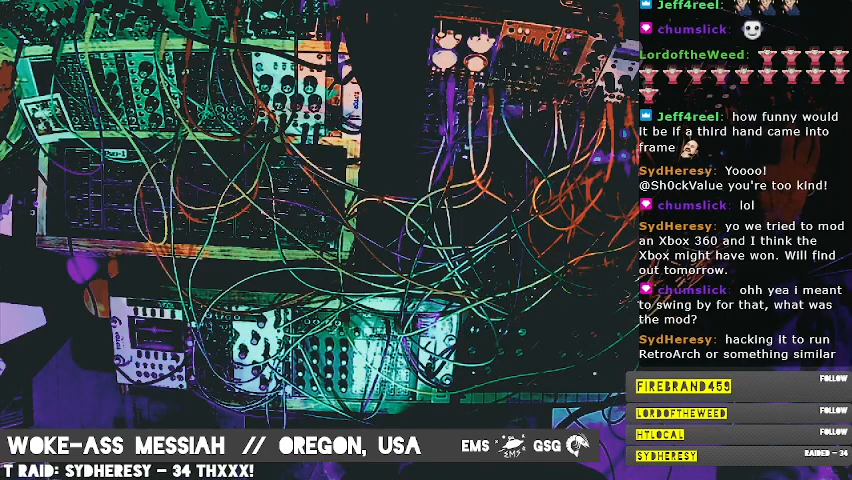 Jeff4reel:
chumslick:
LordoftheWeed:
Jeff4reel: how funny would
it be if a third hand came into
frame
SydHeresy: Yoooo!
@Sh0ckValue you're too kind!
chumslick: lol
SydHeresy: yo we tried to mod
an Xbox 360 and I think the
Xbox might have won. Will find
out tomorrow.
chumslick: ohh yea i meant
to swing by for that, what was
the mod?
SydHeresy: hacking it to run
RetroArch or something similar
FIREBRAND459 FOLLOW
LORDOFTHEWEED FOLLOW
HTLOCAL FOLLOW
SYDHERESY RAIDED - 34
WOKE-ASS MESSIAH // OREGON, USA EMS EMS GSG
T RAID: SYDHERESY - 34 THXXX!